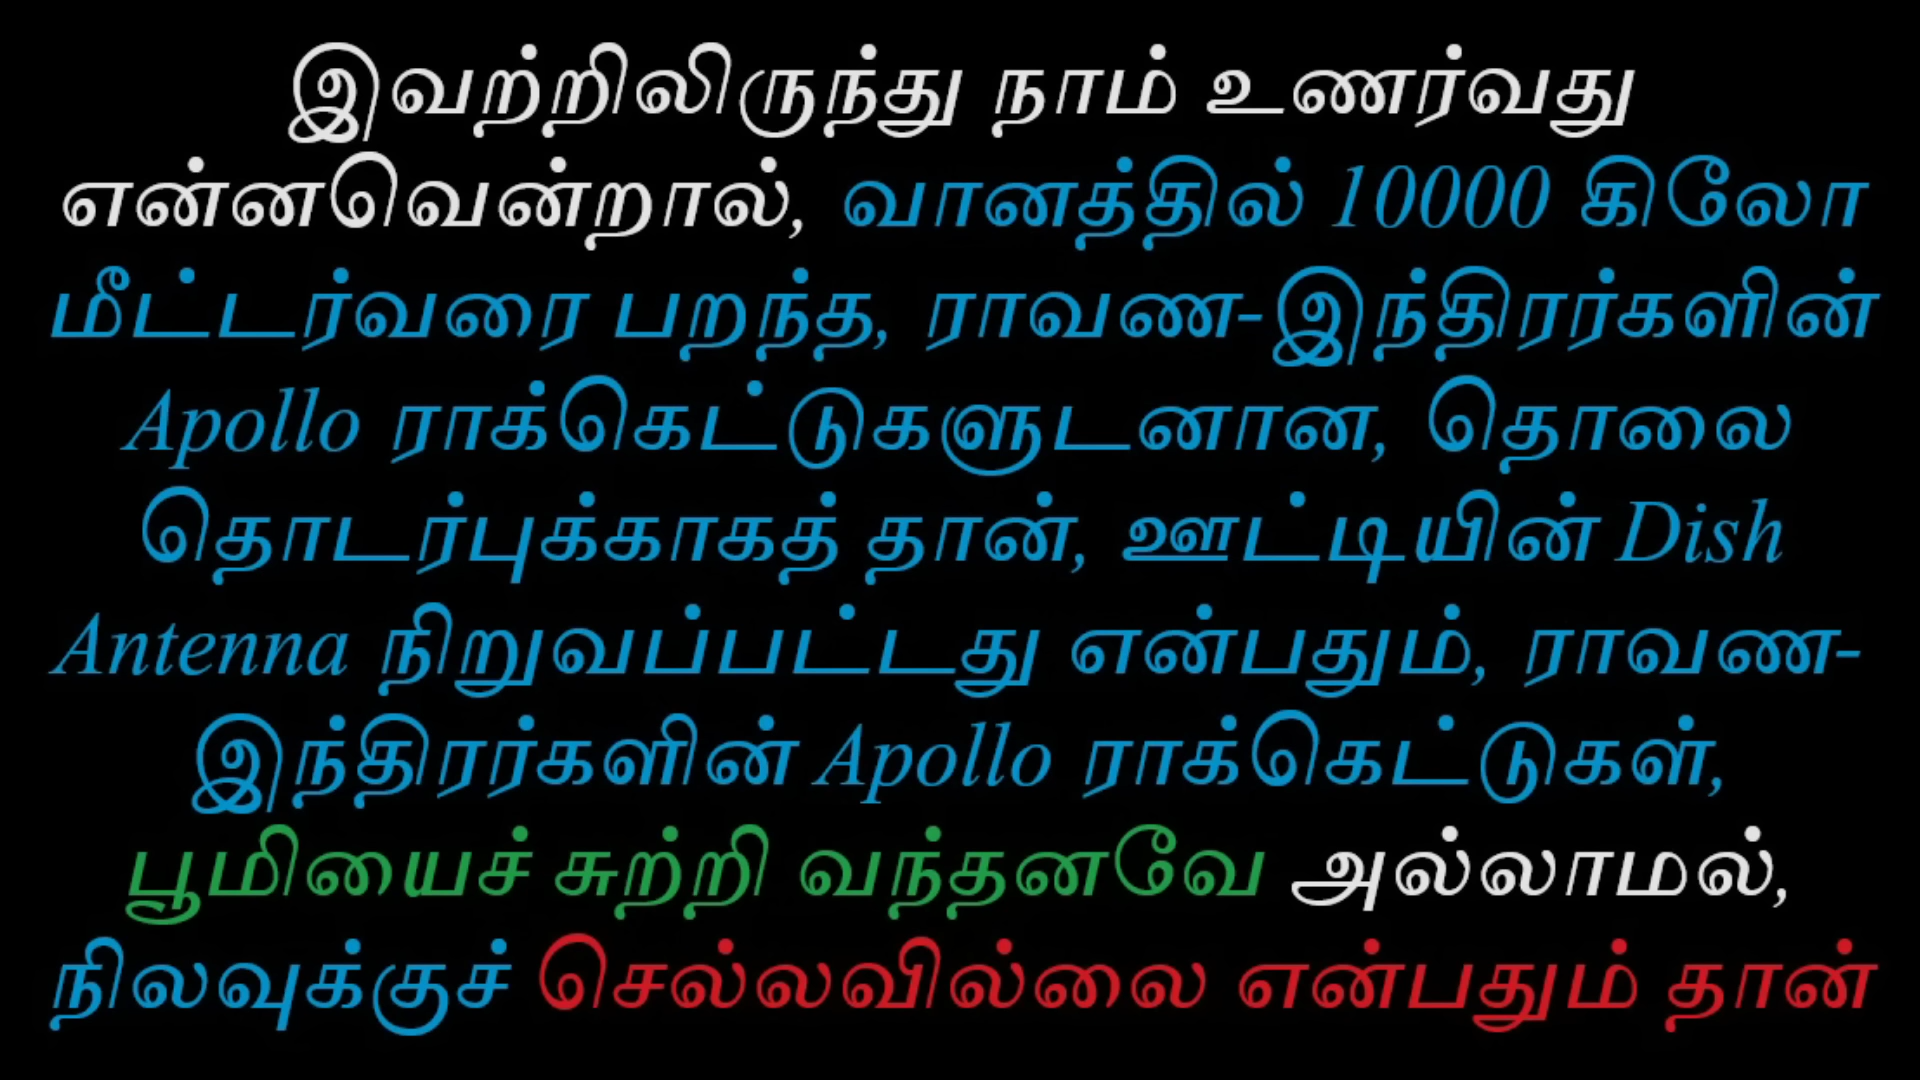 இவற்றிலிருந்து நாம் உணர்வது
என்னவென்றால், வானத்தில் 10000 கிலோ
மீட்டர்வரை பறந்த, ராவண-இந்திரர்களின்
Apollo ராக்கெட்டுகளுடனான, தொலை
தொடர்புக்காகத் தான், ஊட்டியின் Dish
Antenna நிறுவப்பட்டது என்பதும், ராவண-
இந்திரர்களின் Apollo ராக்கெட்டுகள்,
பூமியைச் சுற்றி வந்தனவே அல்லாமல்,
நிலவுக்குச் செல்லவில்லை என்பதும் தான்